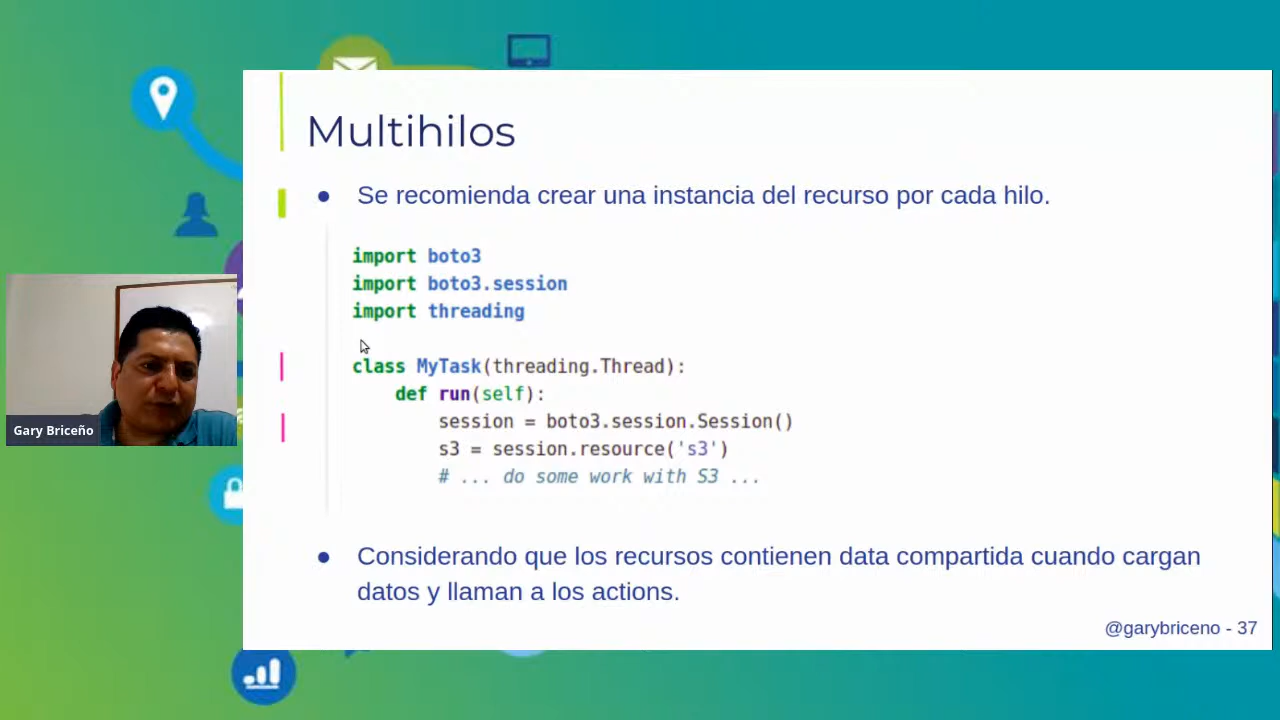 Multihilos
● Se recomienda crear una instancia del recurso por cada hilo.
import boto3
import boto3.session
import threading
class MyTask(threading.Thread):
    def run(self):
        session = boto3.session.Session()
        s3 = session.resource('s3')
        # ... do some work with S3 ...
● Considerando que los recursos contienen data compartida cuando cargan
datos y llaman a los actions.
@garybriceno - 37
Gary Briceño